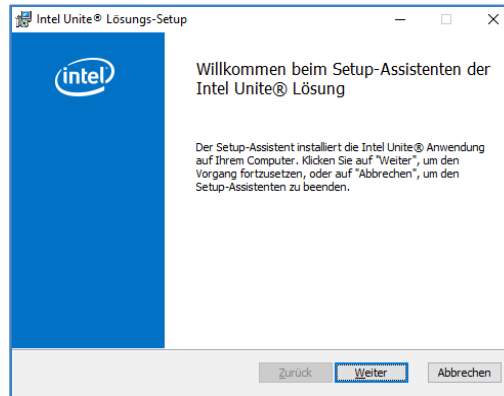 Intel Unite® Lösungs-Setup
intel
Willkommen beim Setup-Assistenten der
Intel Unite® Lösung
Der Setup-Assistent installiert die Intel Unite® Anwendung
auf Ihrem Computer. Klicken Sie auf "Weiter", um den
Vorgang fortzusetzen, oder auf "Abbrechen", um den
Setup-Assistenten zu beenden.
Zurück Weiter Abbrechen